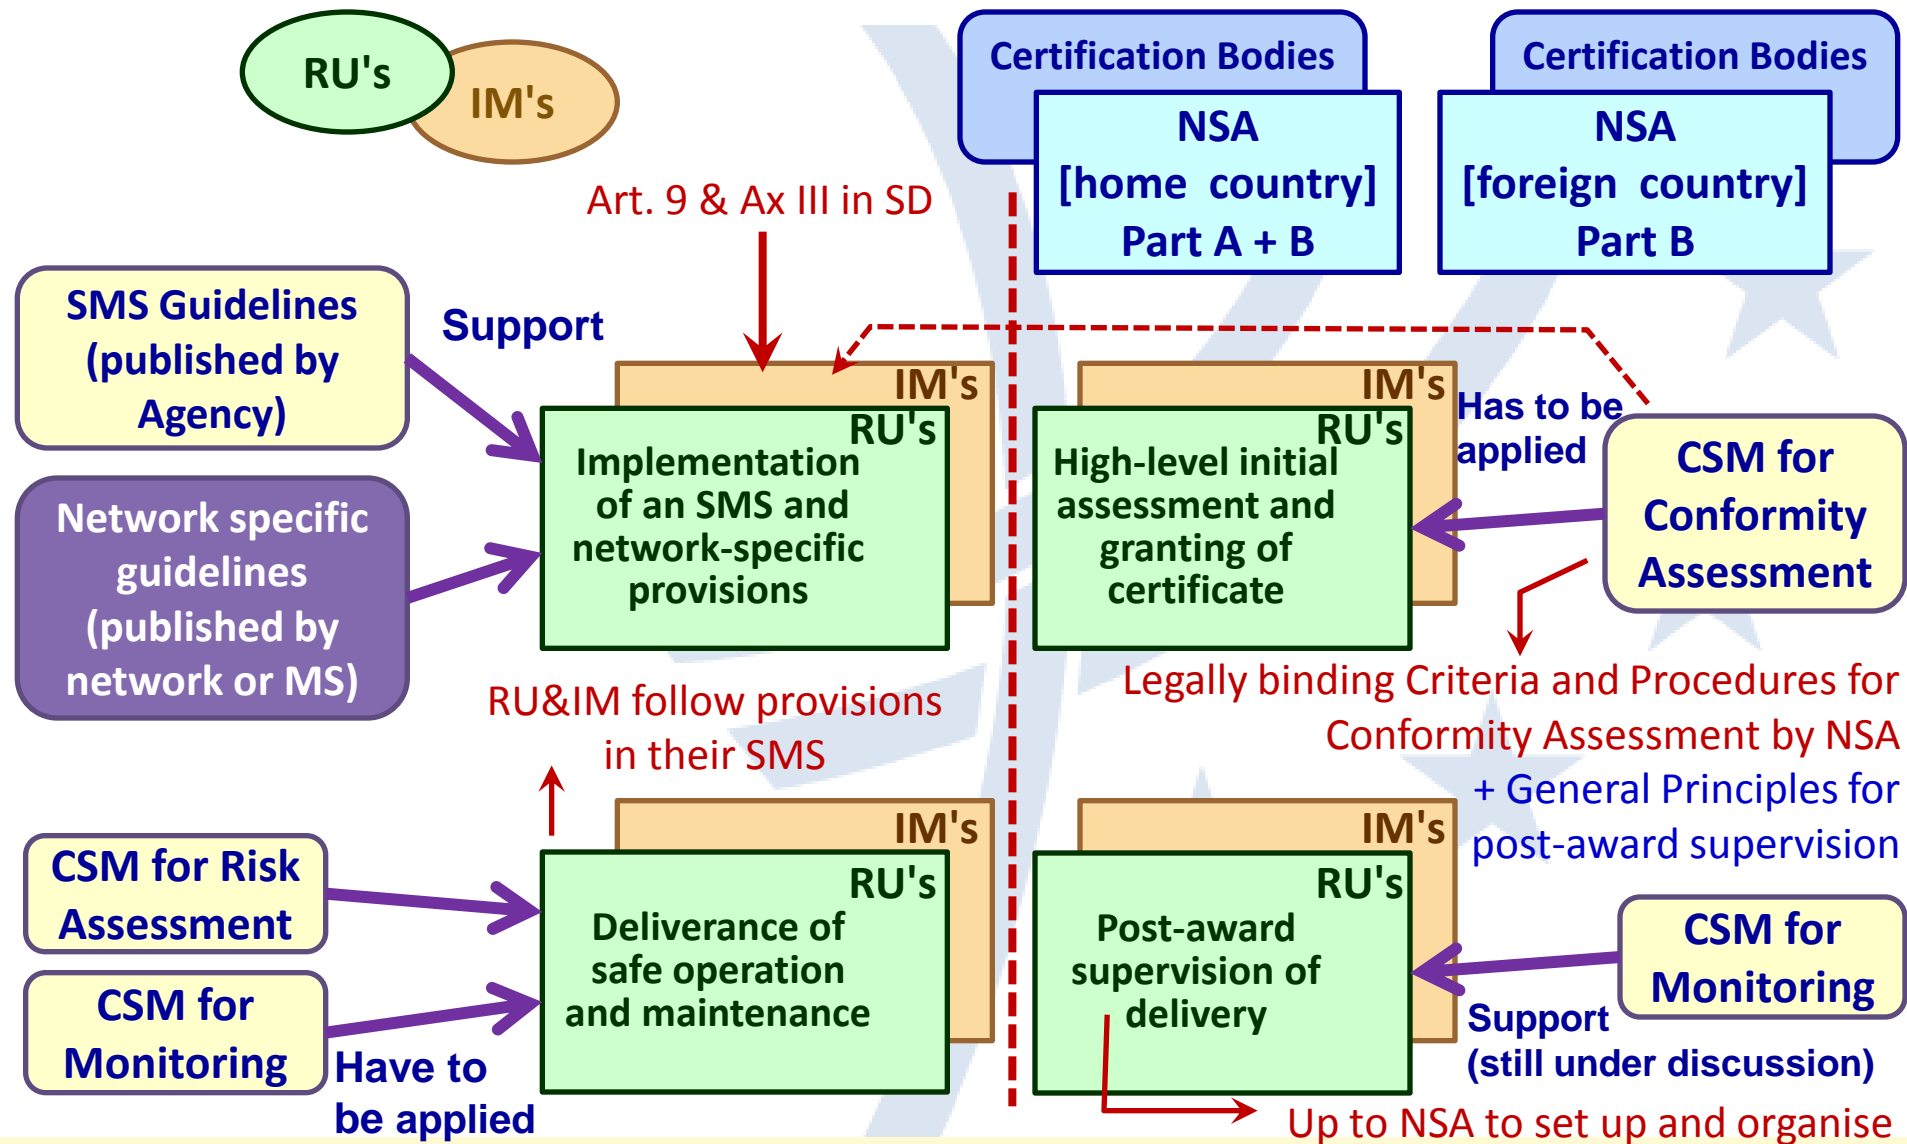 RU's
IM's
Certification Bodies
NSA
[home country]
Part A + B
Certification Bodies
NSA
[foreign country]
Part B
Art. 9 & Ax III in SD
SMS Guidelines
(published by
Agency)
Support
Network specific
guidelines
(published by
network or MS)
IM's
RU's
Implementation
of an SMS and
network-specific
provisions
IM's
RU's
High-level initial
assessment and
granting of
certificate
Has to be
applied
CSM for
Conformity
Assessment
RU&IM follow provisions
in their SMS
Legally binding Criteria and Procedures for
Conformity Assessment by NSA
+ General Principles for
post-award supervision
CSM for Risk
Assessment
CSM for
Monitoring
Have to
be applied
IM's
RU's
Deliverance of
safe operation
and maintenance
IM's
RU's
Post-award
supervision of
delivery
CSM for
Monitoring
Support
(still under discussion)
Up to NSA to set up and organise